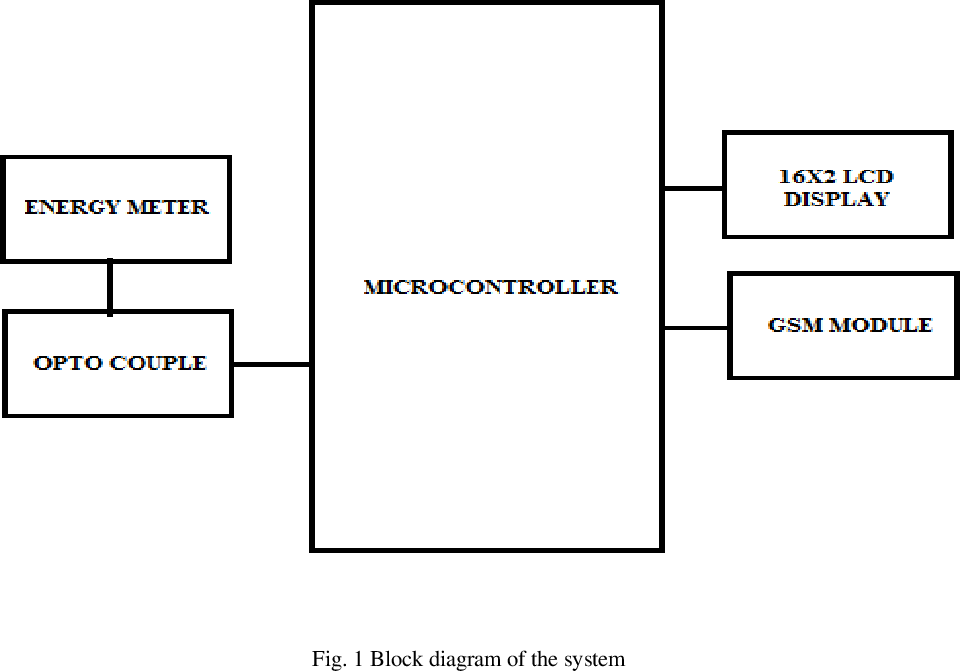 ENERGY METER
OPTO COUPLE
MICROCONTROLLER
16X2 LCD
DISPLAY
GSM MODULE
Fig. 1 Block diagram of the system